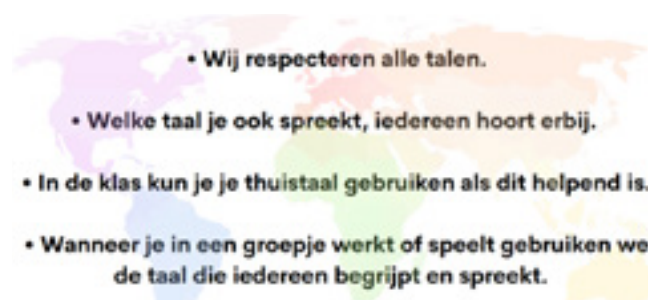 • Wij respecteren alle talen.
• Welke taal je ook spreekt, iedereen hoort erbij.
• In de klas kun je je thuistaal gebruiken als dit helpend is.
• Wanneer je in een groepje werkt of speelt gebruiken we
de taal die iedereen begrijpt en spreekt.